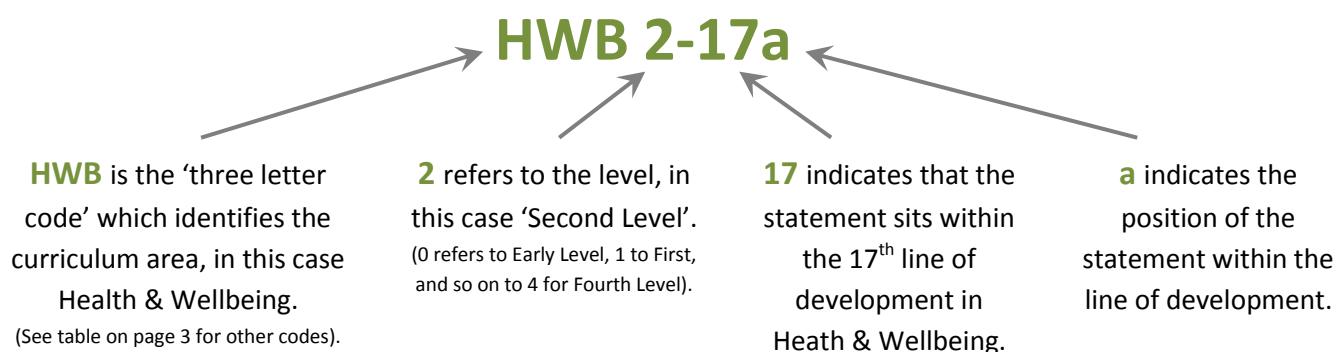 HWB 2-17a
HWB is the ‘three letter
code’ which identifies the
curriculum area, in this case
Health & Wellbeing.
(See table on page 3 for other codes).
2 refers to the level, in
this case ‘Second Level’.
(0 refers to Early Level, 1 to First,
and so on to 4 for Fourth Level).
17 indicates that the
statement sits within
the 17th line of
development in
Heath & Wellbeing.
a indicates the
position of the
statement within the
line of development.